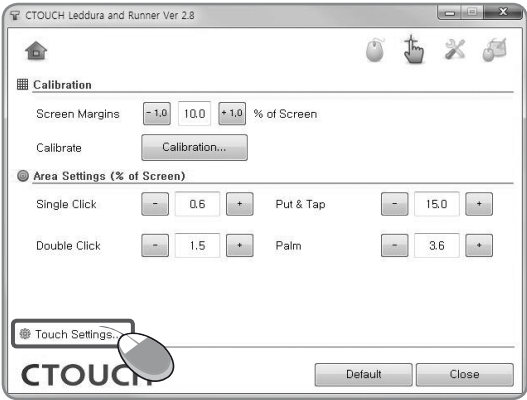 CTOUCH Leddura and Runner Ver 2.8
Calibration
Screen Margins - 1,0 10.0 + 1,0 % of Screen
Calibrate Calibration...
Area Settings (% of Screen)
Single Click - 0.6 + Put & Tap - 15.0 +
Double Click - 1.5 + Palm - 3.6 +
Touch Settings...
CTOUCH Default Close